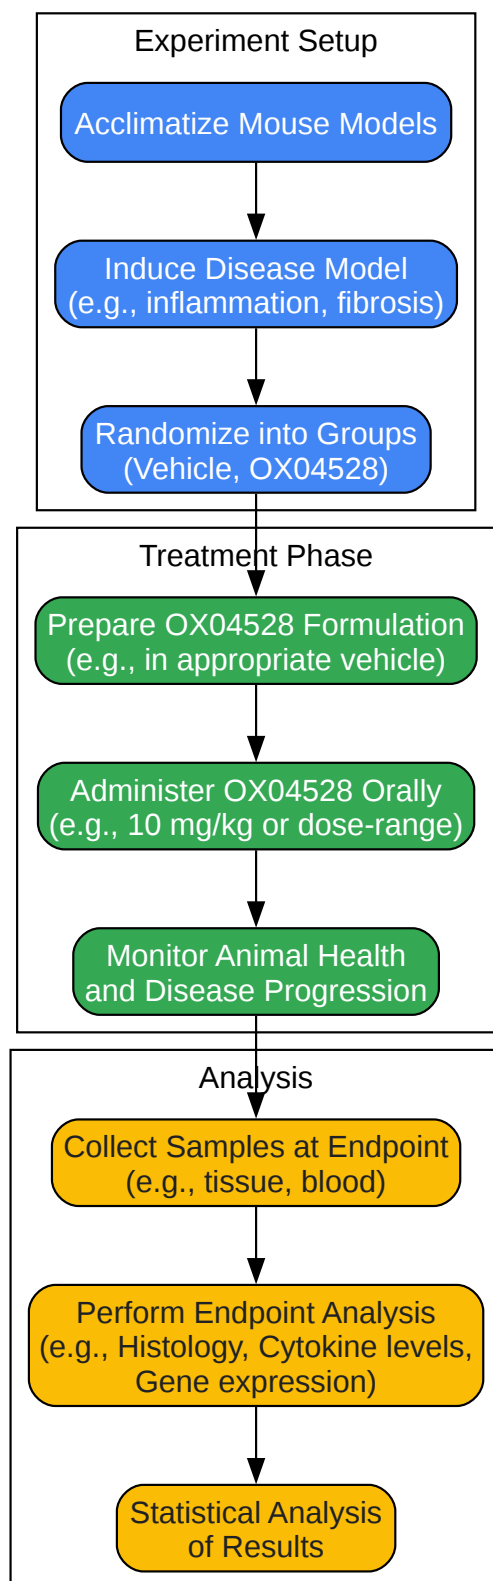 Experiment Setup
Acclimatize Mouse Models
Induce Disease Model
(e.g., inflammation, fibrosis)
Randomize into Groups
(Vehicle, OX04528)
Treatment Phase
Prepare OX04528 Formulation
(e.g., in appropriate vehicle)
Administer OX04528 Orally
(e.g., 10 mg/kg or dose-range)
Monitor Animal Health
and Disease Progression
Analysis
Collect Samples at Endpoint
(e.g., tissue, blood)
Perform Endpoint Analysis
(e.g., Histology, Cytokine levels,
Gene expression)
Statistical Analysis
of Results